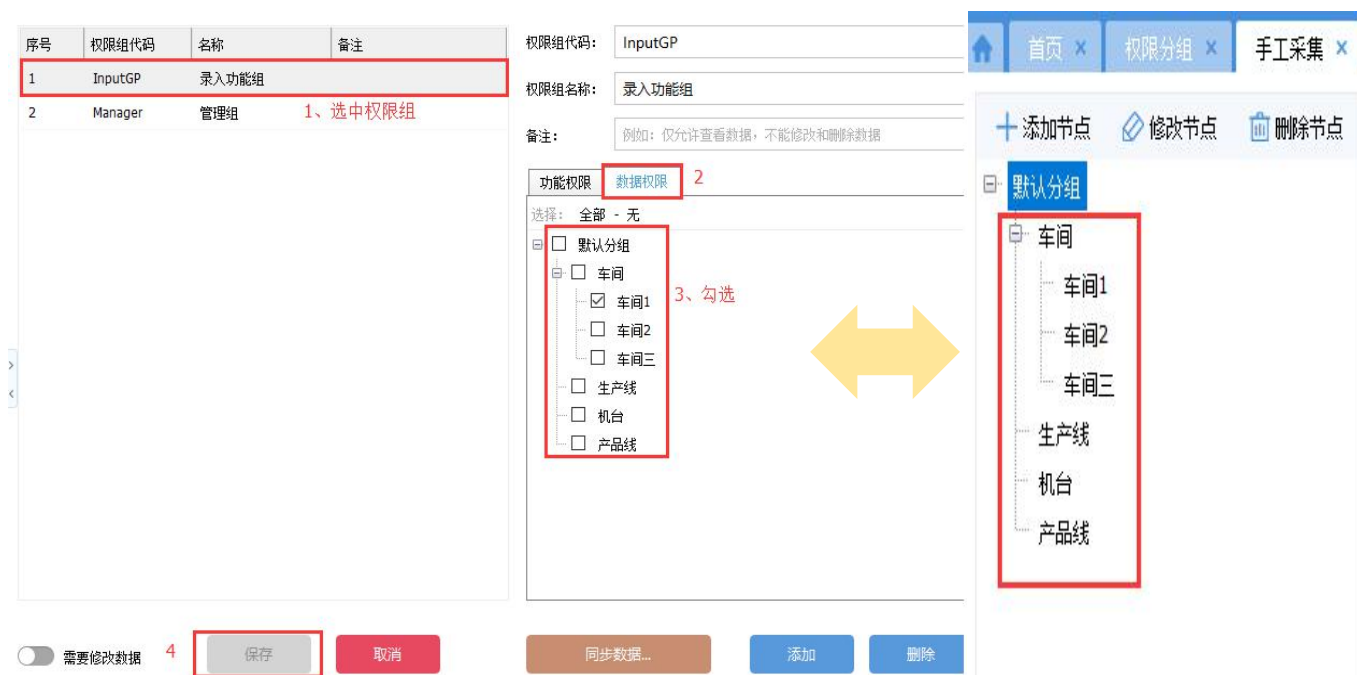 序号 权限组代码 名称 备注
1 InputGP 录入功能组
2 Manager 管理组
1、选中权限组
权限组代码： InputGP
权限组名称： 录入功能组
备注： 例如：仅允许查看数据，不能修改和删除数据
功能权限 数据权限 2
选择： 全部 - 无
默认分组
车间
车间1
3、勾选
车间2
车间三
生产线
机台
产品线
需要修改数据 4 保存 取消 同步数据... 添加 删除
首页 × 权限分组 × 手工采集 ×
添加节点 修改节点 删除节点
默认分组
车间
车间1
车间2
车间三
生产线
机台
产品线